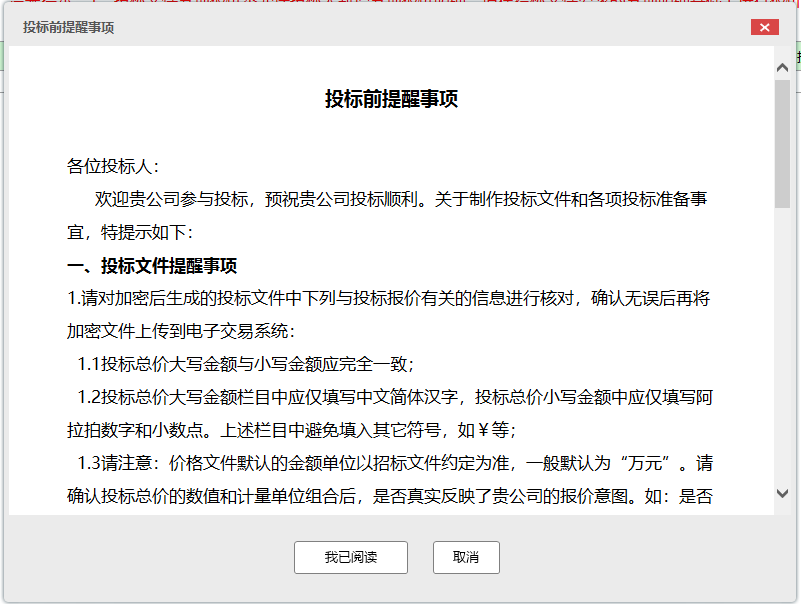 投标前提醒事项
投标前提醒事项
各位投标人：
欢迎贵公司参与投标，预祝贵公司投标顺利。关于制作投标文件和各项投标准备事
宜，特提示如下：
一、投标文件提醒事项
1.请对加密后生成的投标文件中下列与投标报价有关的信息进行核对，确认无误后再将
加密文件上传到电子交易系统：
1.1投标总价大写金额与小写金额应完全一致；
1.2投标总价大写金额栏目中应仅填写中文简体汉字，投标总价小写金额中应仅填写阿
拉拍数字和小数点。上述栏目中避免填入其它符号，如￥等；
1.3请注意：价格文件默认的金额单位以招标文件约定为准，一般默认为“万元”。请
确认投标总价的数值和计量单位组合后，是否真实反映了贵公司的报价意图。如：是否
我已阅读
取消